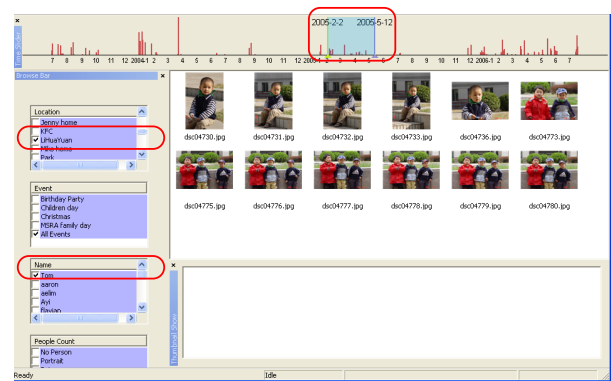 2005-2-2 2005-5-12
Time Slider
7 8 9 10 11 12 2004-1 2 3 4 5 6 7 8 9 10 11 12 2005-1 2 3 4 5 6 7 8 9 10 11 12 2006-1 2 3 4 5 6 7
Browse Bar
Location
Jenny home
KFC
LiHuaYuan
Mike home
Park
Event
Birthday Party
Children day
Christmas
MSRA family day
All Events
Name
Tom
aaron
aelim
Ayi
Baxian
People Count
No Person
Portrait
dsc04730.jpg dsc04731.jpg dsc04732.jpg dsc04733.jpg dsc04736.jpg dsc04773.jpg
dsc04775.jpg dsc04776.jpg dsc04777.jpg dsc04778.jpg dsc04779.jpg dsc04780.jpg
Thumbnail Show
Ready
Idle